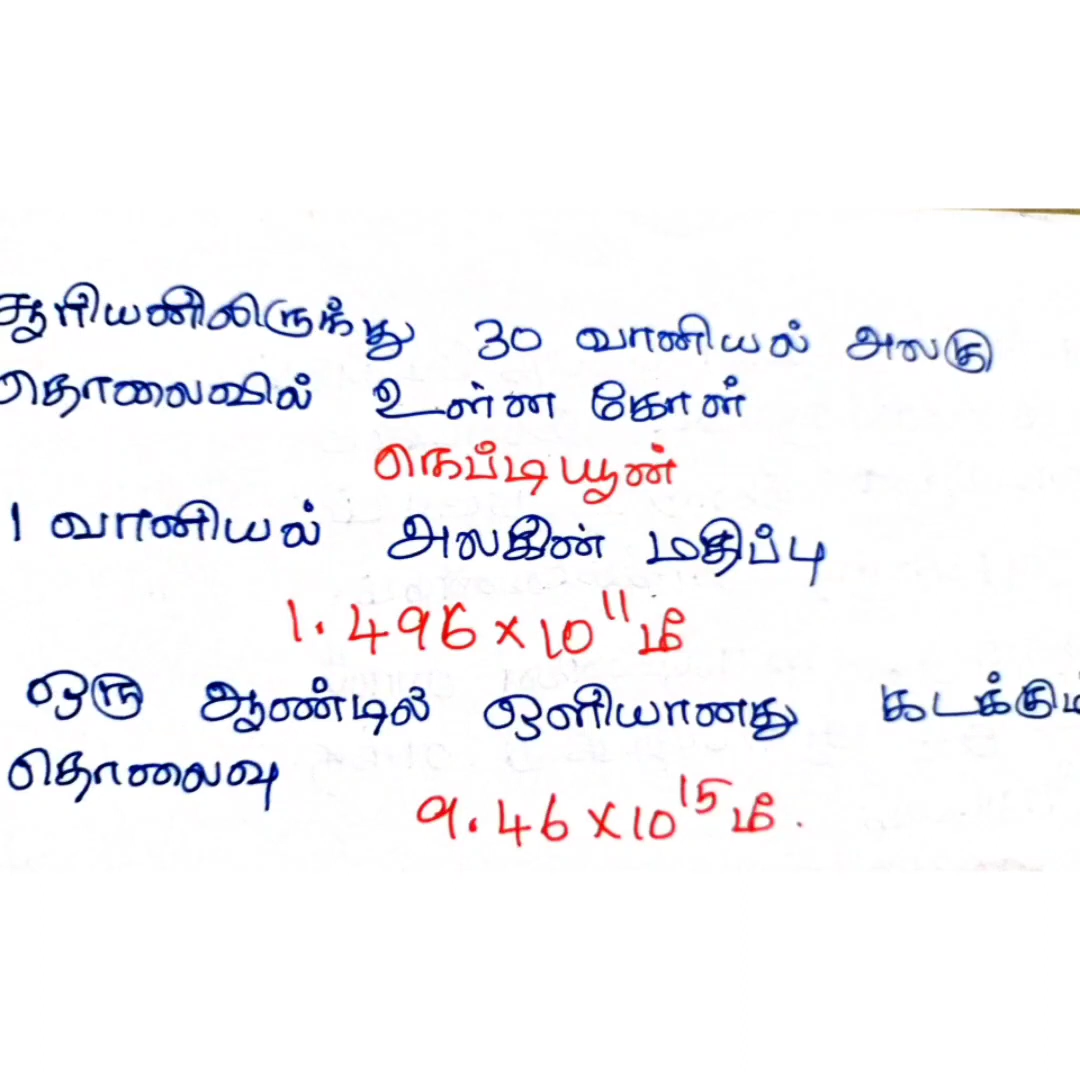 சூரியனிலிருந்து 30 வானியல் அலகு
தொலைவில் உள்ள கோள்
நெப்டியூன்
1 வானியல் அலகின் மதிப்பு
1.496 × 10¹¹ மீ
ஒரு ஆண்டில் ஒளியானது கடக்கும்
தொலைவு
9.46 × 10¹⁵ மீ.